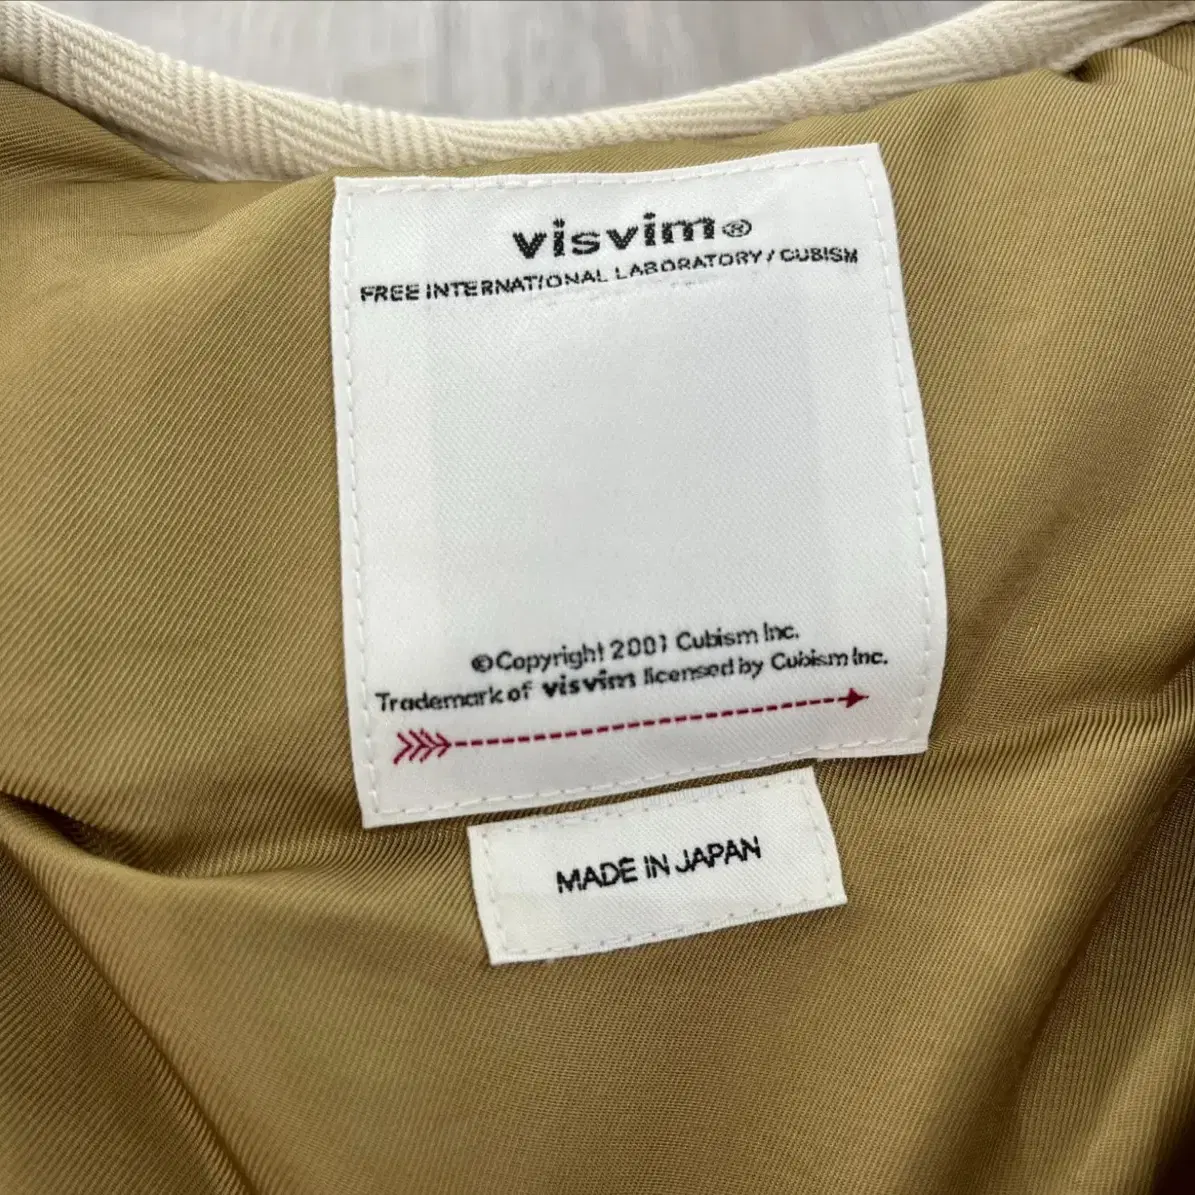 visvim®
FREE INTERNATIONAL LABORATORY / CUBISM
©Copyright 2001 Cubism Inc.
Trademark of visvim licensed by Cubism Inc.
MADE IN JAPAN